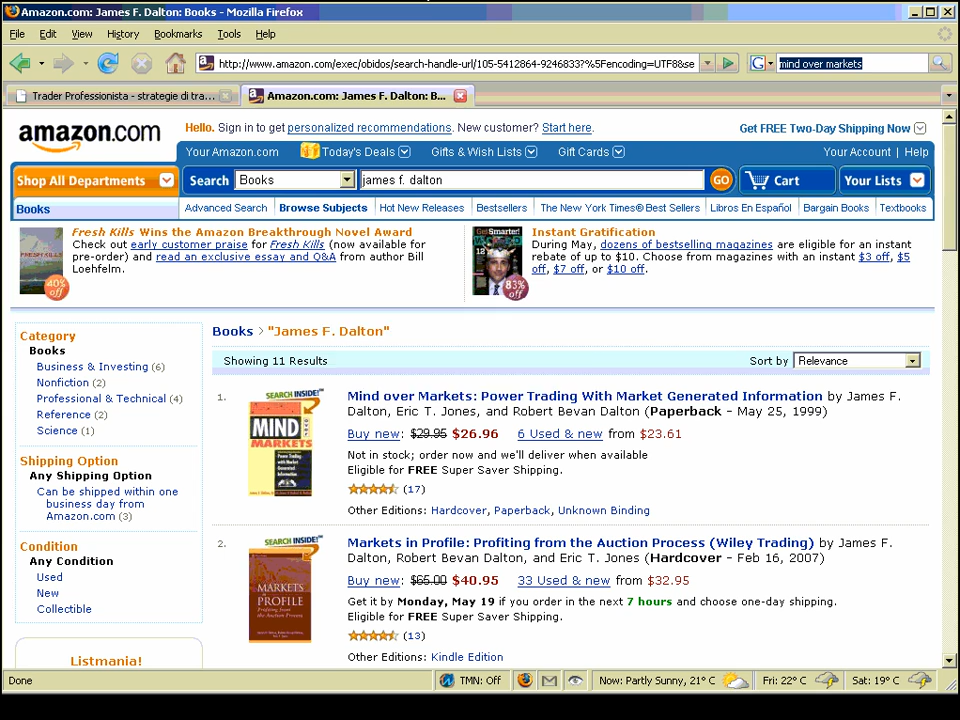 Amazon.com: James F. Dalton: Books - Mozilla Firefox
File Edit View History Bookmarks Tools Help
http://www.amazon.com/exec/obidos/search-handle-url/105-5412864-9246833?%5Fencoding=UTF8&se
mind over markets
Trader Professionista - strategie di tra...
Amazon.com: James F. Dalton: B...
amazon.com
Hello. Sign in to get personalized recommendations. New customer? Start here.
Get FREE Two-Day Shipping Now
Your Amazon.com Today's Deals Gifts & Wish Lists Gift Cards Your Account | Help
Shop All Departments Search Books james f. dalton GO Cart Your Lists
Books Advanced Search Browse Subjects Hot New Releases Bestsellers The New York Times® Best Sellers Libros En Español Bargain Books Textbooks
Fresh Kills Wins the Amazon Breakthrough Novel Award
Check out early customer praise for Fresh Kills (now available for
pre-order) and read an exclusive essay and Q&A from author Bill
Loehfelm.
40% off
Instant Gratification
During May, dozens of bestselling magazines are eligible for an instant
rebate of up to $10. Choose from magazines with an instant $3 off, $5
off, $7 off, or $10 off.
83% off
Category
Books
Business & Investing (6)
Nonfiction (2)
Professional & Technical (4)
Reference (2)
Science (1)
Shipping Option
Any Shipping Option
Can be shipped within one
business day from
Amazon.com (3)
Condition
Any Condition
Used
New
Collectible
Listmania!
Books > "James F. Dalton"
Showing 11 Results Sort by Relevance
1.
SEARCH INSIDE!™
MIND OVER MARKETS
Mind over Markets: Power Trading With Market Generated Information by James F.
Dalton, Eric T. Jones, and Robert Bevan Dalton (Paperback - May 25, 1999)
Buy new: $29.95 $26.96 6 Used & new from $23.61
Not in stock; order now and we'll deliver when available
Eligible for FREE Super Saver Shipping.
(17)
Other Editions: Hardcover, Paperback, Unknown Binding
2.
SEARCH INSIDE!™
MARKETS IN PROFILE
Markets in Profile: Profiting from the Auction Process (Wiley Trading) by James F.
Dalton, Robert Bevan Dalton, and Eric T. Jones (Hardcover - Feb 16, 2007)
Buy new: $65.00 $40.95 33 Used & new from $32.95
Get it by Monday, May 19 if you order in the next 7 hours and choose one-day shipping.
Eligible for FREE Super Saver Shipping.
(13)
Other Editions: Kindle Edition
Done TMN: Off Now: Partly Sunny, 21° C Fri: 22° C Sat: 19° C